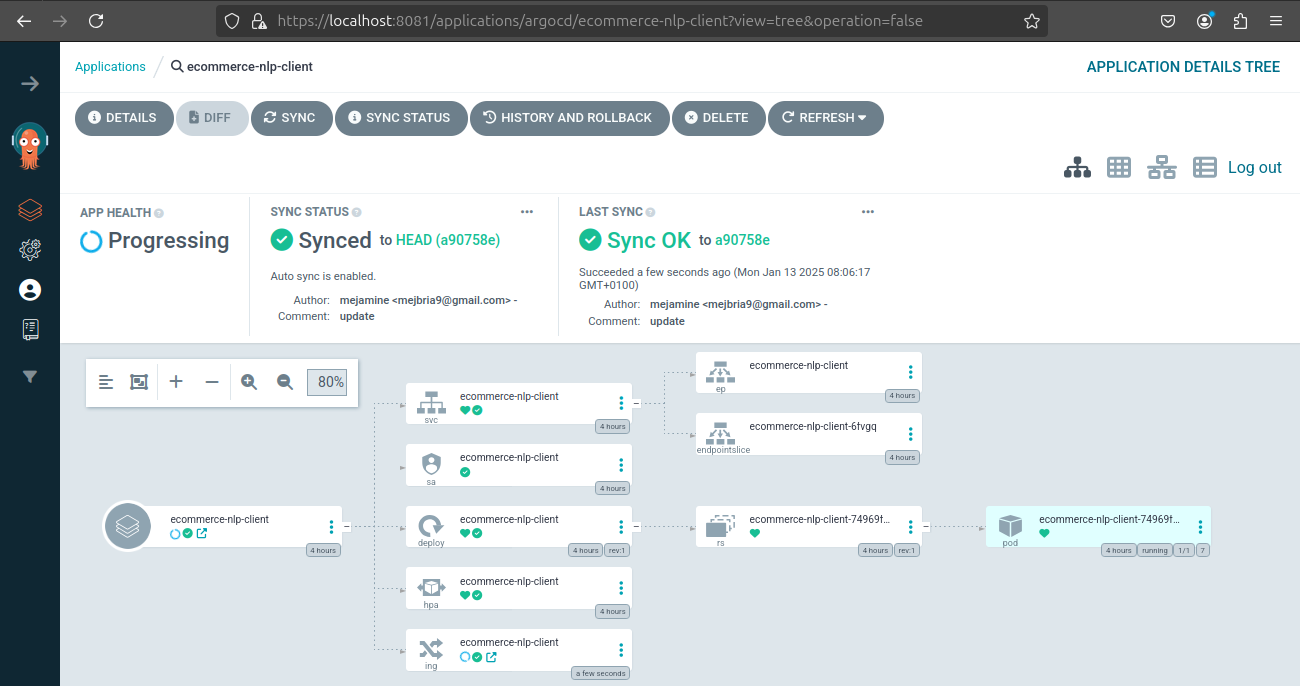 https://localhost:8081/applications/argocd/ecommerce-nlp-client?view=tree&operation=false
Applications / ecommerce-nlp-client
APPLICATION DETAILS TREE
DETAILS DIFF SYNC SYNC STATUS HISTORY AND ROLLBACK DELETE REFRESH
Log out
APP HEALTH
Progressing
SYNC STATUS
Synced to HEAD (a90758e)
Auto sync is enabled.
Author: mejamine <mejbria9@gmail.com> -
Comment: update
LAST SYNC
Sync OK to a90758e
Succeeded a few seconds ago (Mon Jan 13 2025 08:06:17
GMT+0100)
Author: mejamine <mejbria9@gmail.com> -
Comment: update
80%
ecommerce-nlp-client
4 hours
ecommerce-nlp-client
svc
4 hours
ecommerce-nlp-client
sa
4 hours
ecommerce-nlp-client
deploy
4 hours rev:1
ecommerce-nlp-client
hpa
4 hours
ecommerce-nlp-client
ing
a few seconds
ecommerce-nlp-client
ep
4 hours
ecommerce-nlp-client-6fvgq
endpointslice
4 hours
ecommerce-nlp-client-74969f...
rs
4 hours rev:1
ecommerce-nlp-client-74969f...
pod
4 hours running 1/1 7